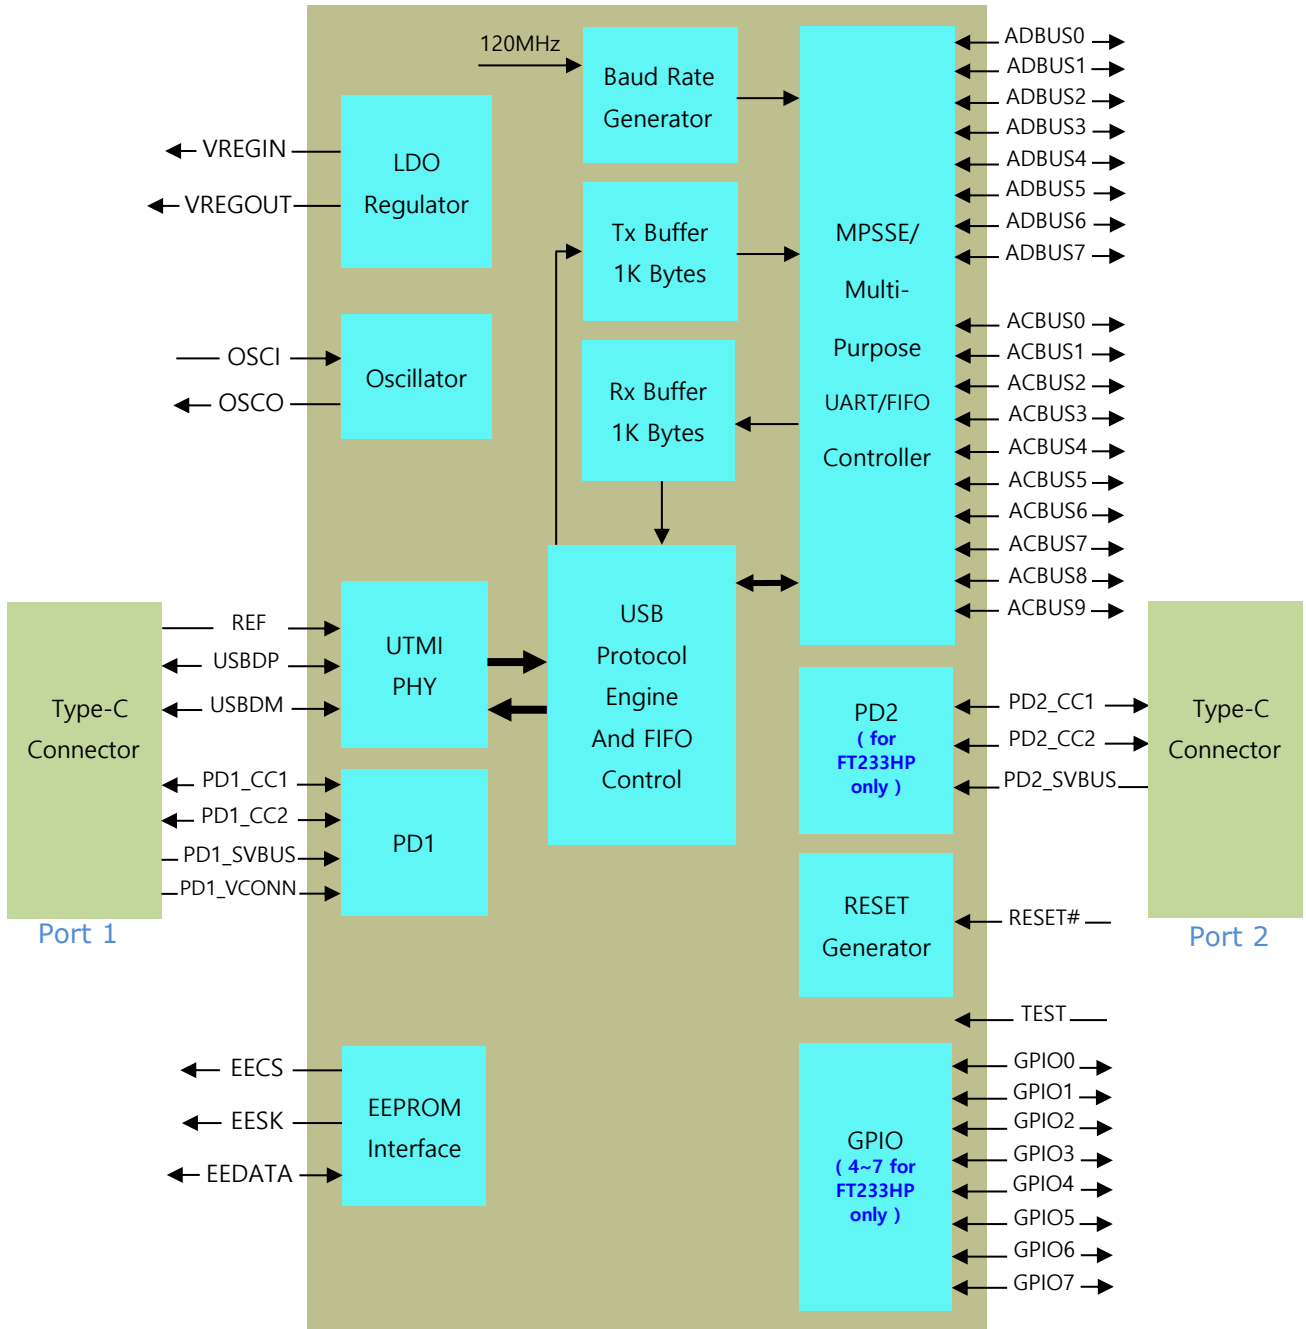 120MHz
Baud Rate
Generator
LDO
Regulator
VREGIN
VREGOUT
Tx Buffer
1K Bytes
MPSSE/
Multi-
Purpose
UART/FIFO
Controller
ADBUS0
ADBUS1
ADBUS2
ADBUS3
ADBUS4
ADBUS5
ADBUS6
ADBUS7
OSCI
OSCO
Oscillator
Rx Buffer
1K Bytes
ACBUS0
ACBUS1
ACBUS2
ACBUS3
ACBUS4
ACBUS5
ACBUS6
ACBUS7
ACBUS8
ACBUS9
Type-C
Connector
Port 1
REF
USBDP
USBDM
UTMI
PHY
USB
Protocol
Engine
And FIFO
Control
PD1_CC1
PD1_CC2
PD1_SVBUS
PD1_VCONN
PD1
PD2
( for
FT233HP
only )
PD2_CC1
PD2_CC2
PD2_SVBUS
Type-C
Connector
Port 2
RESET
Generator
RESET#
TEST
EECS
EESK
EEDATA
EEPROM
Interface
GPIO
( 4~7 for
FT233HP
only )
GPIO0
GPIO1
GPIO2
GPIO3
GPIO4
GPIO5
GPIO6
GPIO7